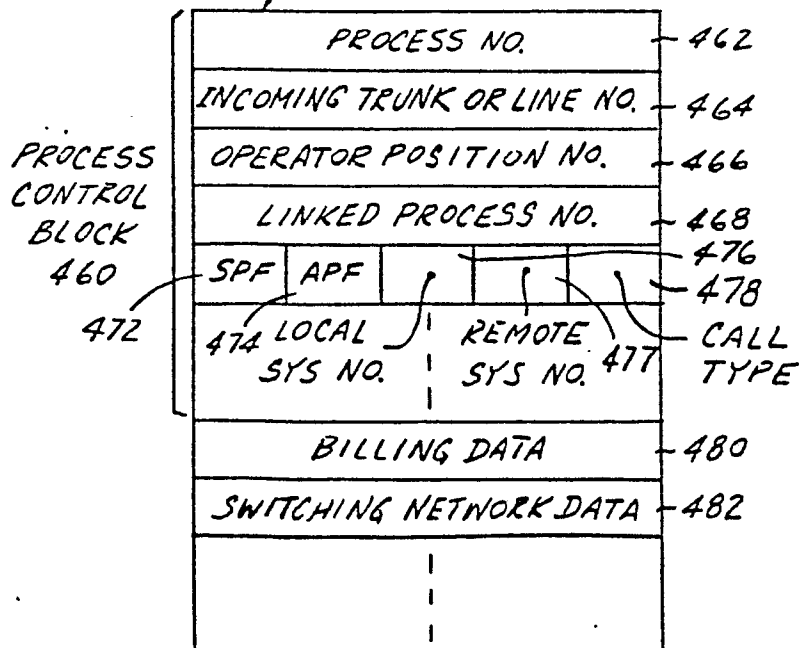 PROCESS NO.
462
INCOMING TRUNK OR LINE NO.
464
PROCESS
CONTROL
BLOCK
460
OPERATOR POSITION NO.
466
LINKED PROCESS NO.
468
SPF
APF
476
478
472
474
LOCAL
SYS NO.
REMOTE
SYS NO.
477
CALL
TYPE
BILLING DATA
480
SWITCHING NETWORK DATA
482